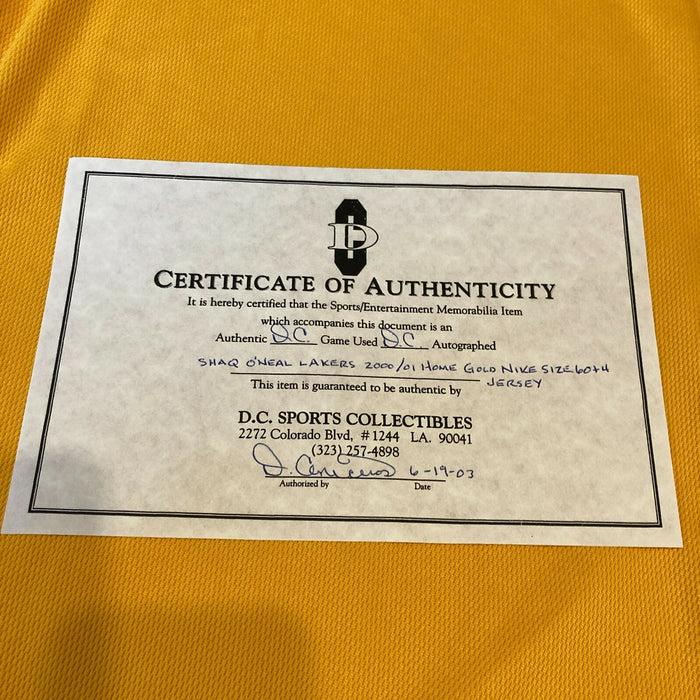 D
CERTIFICATE OF AUTHENTICITY
It is hereby certified that the Sports/Entertainment Memorabilia Item
which accompanies this document is an
Authentic D.C. Game Used D.C. Autographed
SHAQ O'NEAL LAKERS 2000/01 HOME GOLD NIKE SIZE 60+4
JERSEY
This item is guaranteed to be authentic by
D.C. SPORTS COLLECTIBLES
2272 Colorado Blvd, #1244 LA. 90041
(323) 257-4898
6-19-03
Authorized by Date